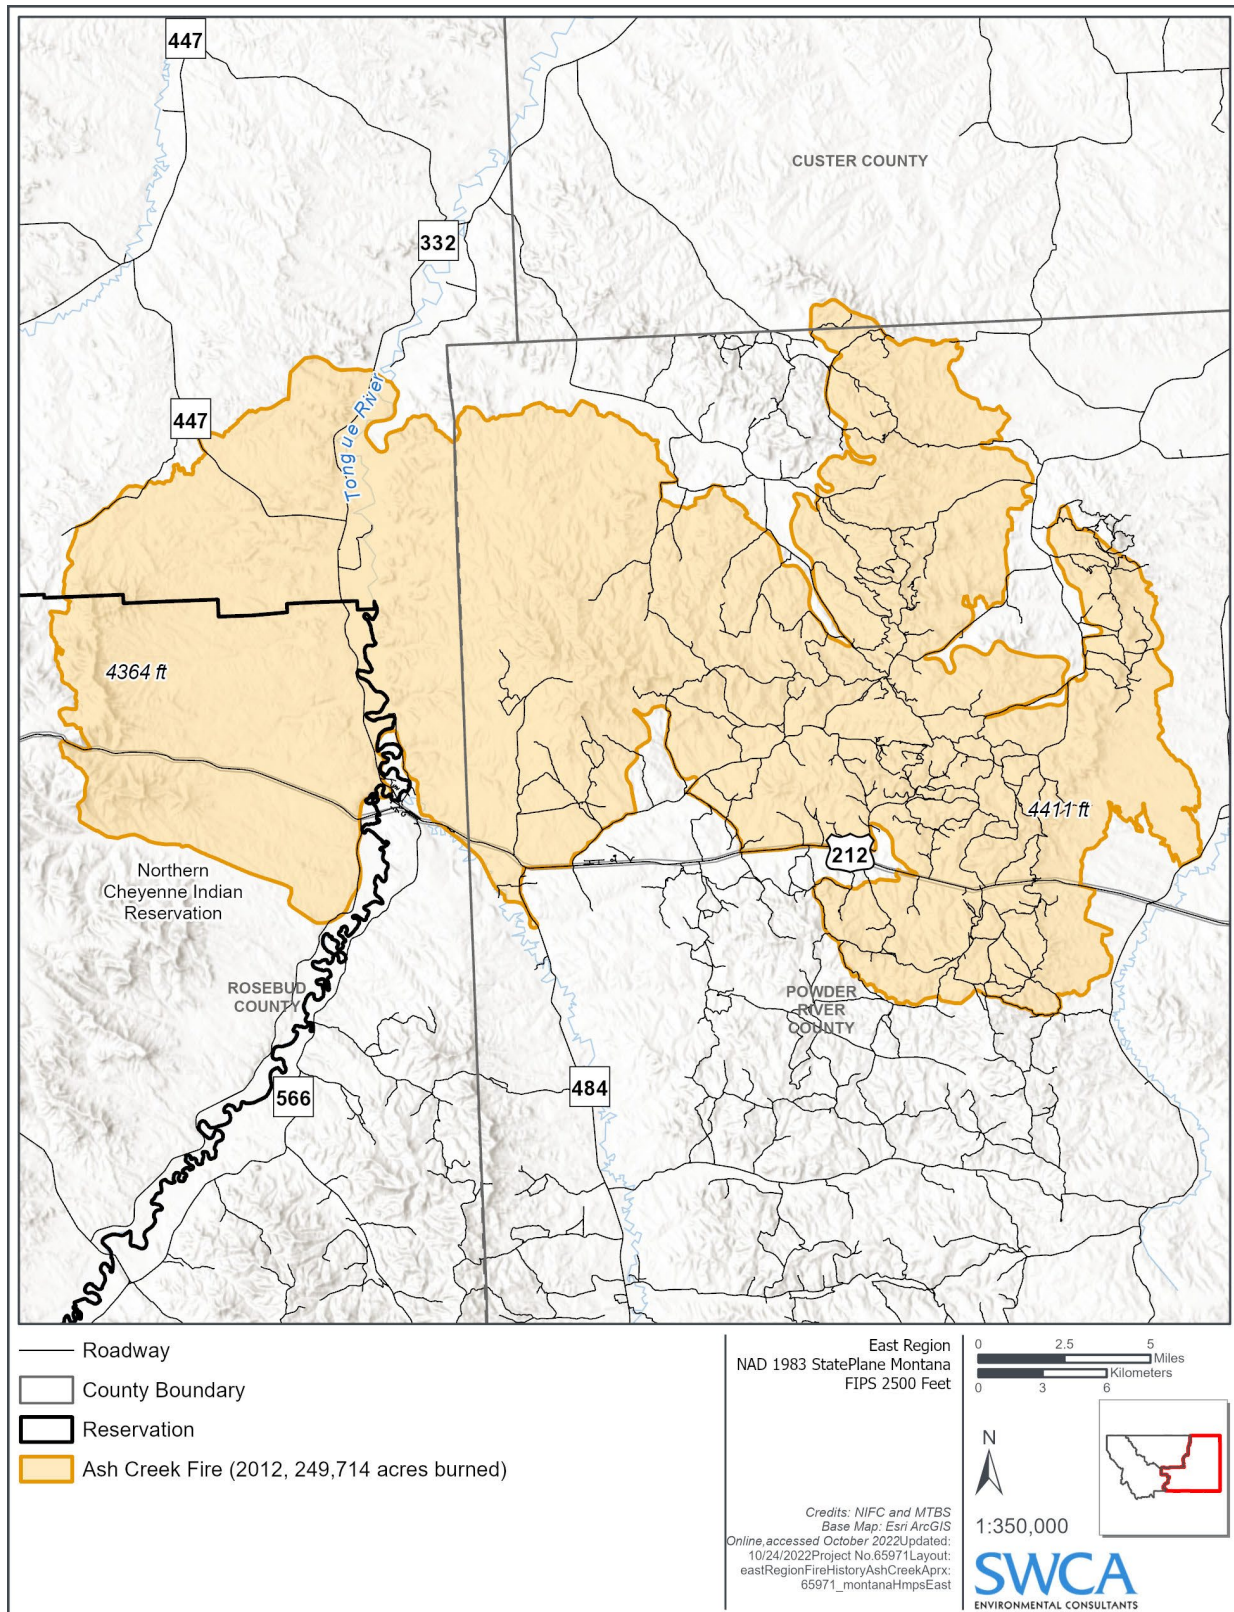 447
CUSTER COUNTY
332
447
Tongue River
4364 ft
4411 ft
212
Northern
Cheyenne Indian
Reservation
ROSEBUD
COUNTY
POWDER
RIVER
COUNTY
566
484
Roadway
County Boundary
Reservation
Ash Creek Fire (2012, 249,714 acres burned)
East Region
NAD 1983 StatePlane Montana
FIPS 2500 Feet
Credits: NIFC and MTBS
Base Map: Esri ArcGIS
Online,accessed October 2022Updated:
10/24/2022Project No.65971Layout:
eastRegionFireHistoryAshCreekAprx:
65971_montanaHmpsEast
0 2.5 5
Miles
Kilometers
0 3 6
N
1:350,000
SWCA
ENVIRONMENTAL CONSULTANTS